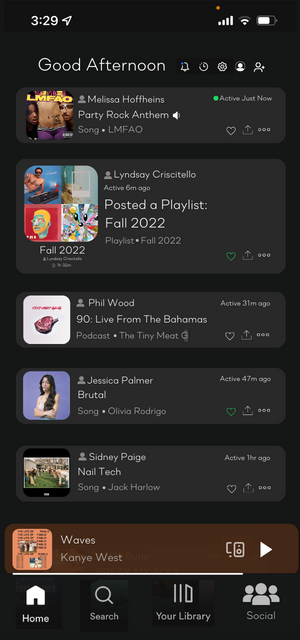 3:29
Good Afternoon
LMFAO
Melissa Hoffheins
Active Just Now
Party Rock Anthem
Song • LMFAO
Lyndsay Criscitello
Active 6m ago
Posted a Playlist:
Fall 2022
Playlist • Fall 2022
Fall 2022
Lyndsay Criscitello
1h 32m
Phil Wood
Active 31m ago
90: Live From The Bahamas
Podcast • The Tiny Meat G
Jessica Palmer
Active 47m ago
Brutal
Song • Olivia Rodrigo
Sidney Paige
Active 1hr ago
Nail Tech
Song • Jack Harlow
Waves
Kanye West
Home
Search
Your Library
Social